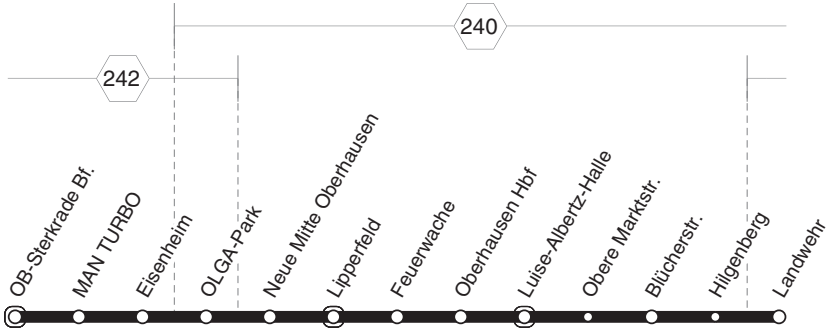 240
242
OB-Sterkrade Bf.
MAN TURBO
Eisenheim
OLGA-Park
Neue Mitte Oberhausen
Lipperfeld
Feuerwache
Oberhausen Hbf
Luise-Albertz-Halle
Obere Marktstr.
Blücherstr.
Hilgenberg
Landwehr